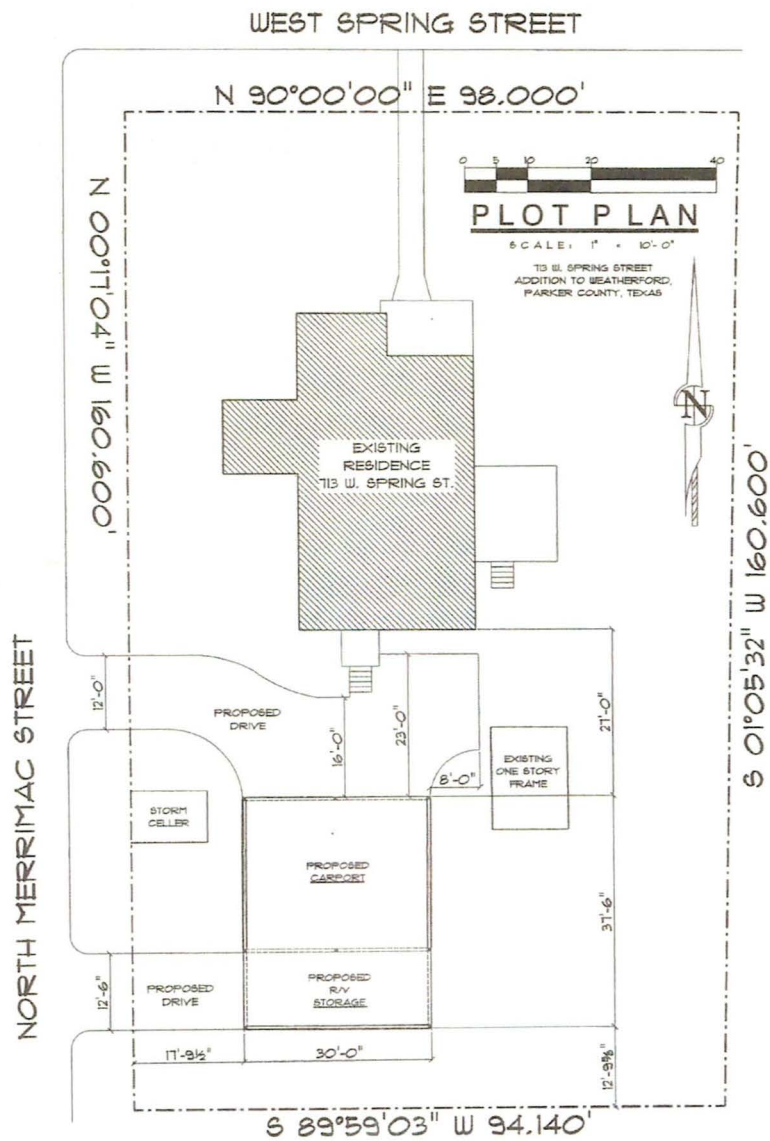 WEST SPRING STREET
N 90°00'00" E 98.000'
0 5 10 20 40
PLOT PLAN
SCALE: 1" = 10'-0"
713 W. SPRING STREET
ADDITION TO WEATHERFORD,
PARKER COUNTY, TEXAS
N
N 00°17'04" W 160.600'
EXISTING
RESIDENCE
713 W. SPRING ST.
S 01°05'32" W 160.600'
NORTH MERRIMAC STREET
12'-0"
PROPOSED
DRIVE
16'-0"
23'-0"
8'-0"
27'-0"
EXISTING
ONE STORY
FRAME
STORM
CELLER
PROPOSED
CARPORT
37'-6"
12'-6"
PROPOSED
DRIVE
PROPOSED
R/V
STORAGE
17'-9½"
30'-0"
12'-9⅝"
S 89°59'03" W 94.140'